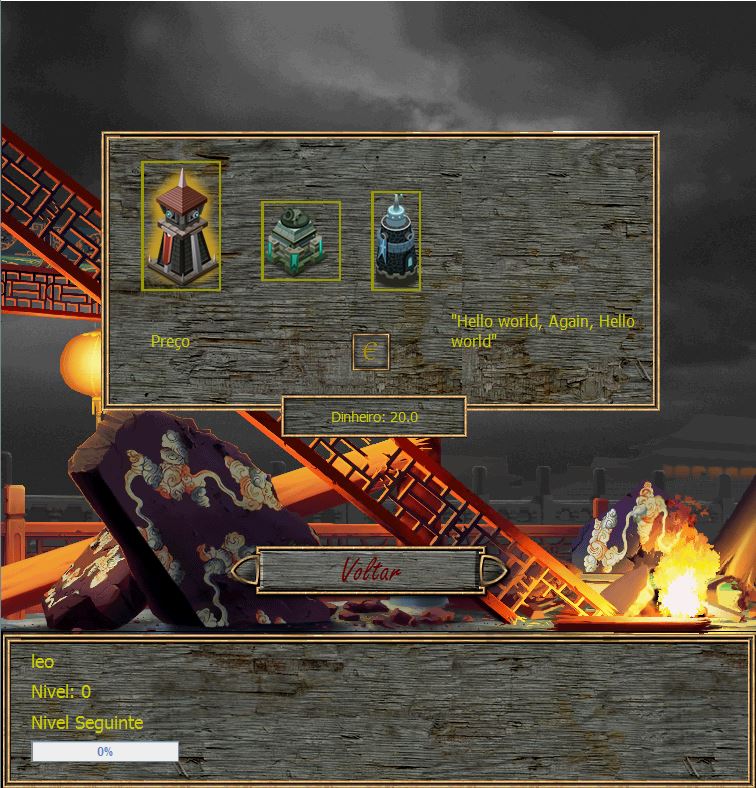 "Hello world, Again, Hello
world"
Preço
€
Dinheiro: 20.0
Voltar
leo
Nivel: 0
Nivel Seguinte
0%